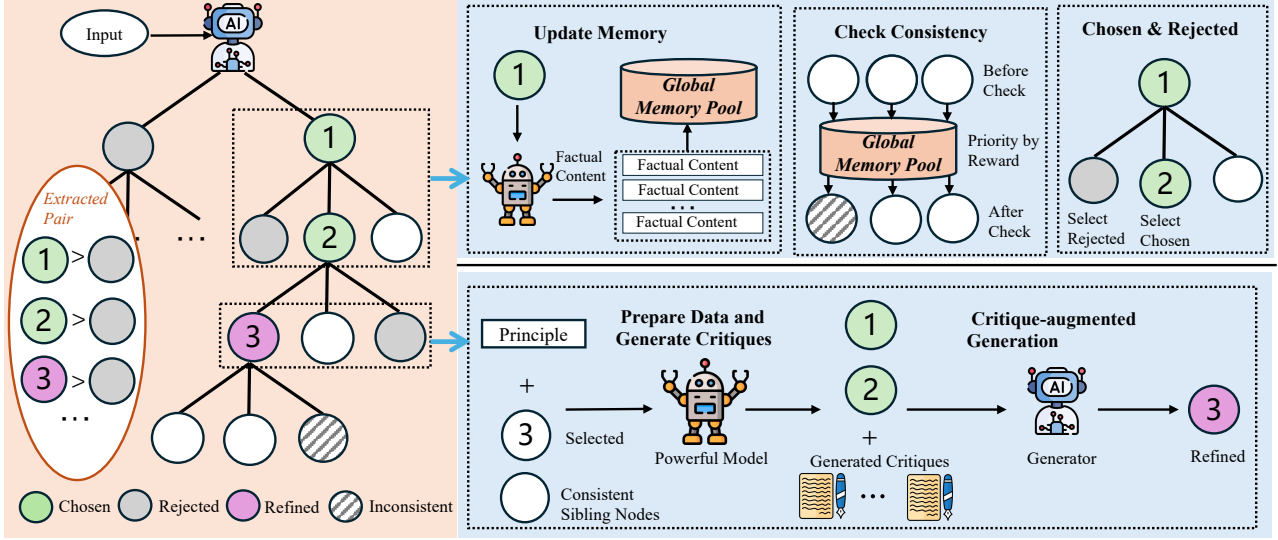 Input
AI
1
2
3
Extracted
Pair
1 >
2 >
3 >
...
...
...
Chosen
Rejected
Refined
Inconsistent
Update Memory
1
Factual
Content
Global
Memory Pool
Factual Content
Factual Content
...
Factual Content
Check Consistency
Before
Check
Global
Memory Pool
Priority by
Reward
After
Check
Chosen & Rejected
1
2
Select
Rejected
Select
Chosen
Principle
+
3
Selected
Consistent
Sibling Nodes
Prepare Data and
Generate Critiques
Powerful Model
1
2
+
Generated Critiques
...
Critique-augmented
Generation
AI
Generator
3
Refined